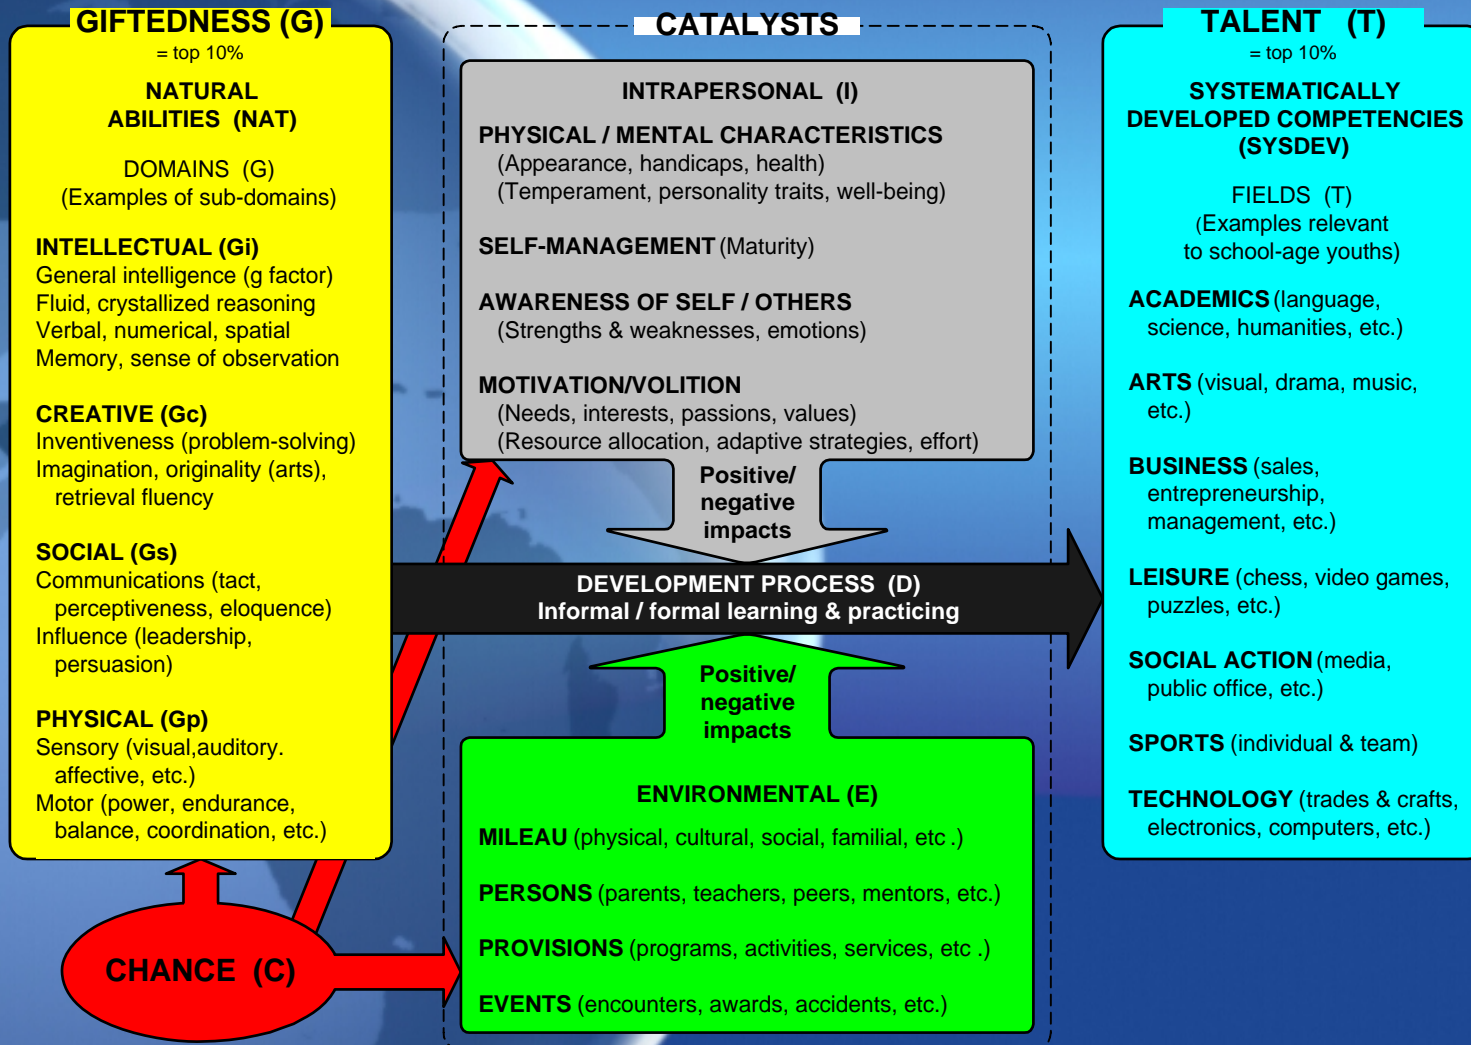 GIFTEDNESS (G)
= top 10%
NATURAL
ABILITIES (NAT)
DOMAINS (G)
(Examples of sub-domains)
INTELLECTUAL (Gi)
General intelligence (g factor)
Fluid, crystallized reasoning
Verbal, numerical, spatial
Memory, sense of observation
CREATIVE (Gc)
Inventiveness (problem-solving)
Imagination, originality (arts),
retrieval fluency
SOCIAL (Gs)
Communications (tact,
perceptiveness, eloquence)
Influence (leadership,
persuasion)
PHYSICAL (Gp)
Sensory (visual,auditory.
affective, etc.)
Motor (power, endurance,
balance, coordination, etc.)
CHANCE (C)
CATALYSTS
INTRAPERSONAL (I)
PHYSICAL / MENTAL CHARACTERISTICS
(Appearance, handicaps, health)
(Temperament, personality traits, well-being)
SELF-MANAGEMENT (Maturity)
AWARENESS OF SELF / OTHERS
(Strengths & weaknesses, emotions)
MOTIVATION/VOLITION
(Needs, interests, passions, values)
(Resource allocation, adaptive strategies, effort)
Positive/
negative
impacts
DEVELOPMENT PROCESS (D)
Informal / formal learning & practicing
Positive/
negative
impacts
ENVIRONMENTAL (E)
MILEAU (physical, cultural, social, familial, etc .)
PERSONS (parents, teachers, peers, mentors, etc.)
PROVISIONS (programs, activities, services, etc .)
EVENTS (encounters, awards, accidents, etc.)
TALENT (T)
= top 10%
SYSTEMATICALLY
DEVELOPED COMPETENCIES
(SYSDEV)
FIELDS (T)
(Examples relevant
to school-age youths)
ACADEMICS (language,
science, humanities, etc.)
ARTS (visual, drama, music,
etc.)
BUSINESS (sales,
entrepreneurship,
management, etc.)
LEISURE (chess, video games,
puzzles, etc.)
SOCIAL ACTION (media,
public office, etc.)
SPORTS (individual & team)
TECHNOLOGY (trades & crafts,
electronics, computers, etc.)